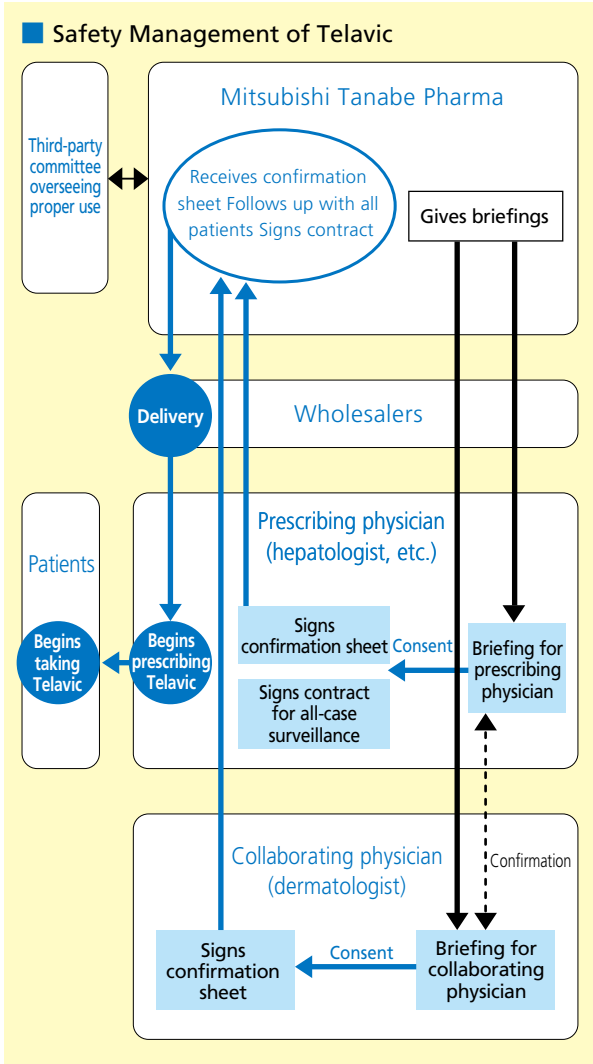 Safety Management of Telavic
Third-party
committee
overseeing
proper use
Mitsubishi Tanabe Pharma
Receives confirmation
sheet Follows up with all
patients Signs contract
Gives briefings
Delivery
Wholesalers
Patients
Begins
taking
Telavic
Prescribing physician
(hepatologist, etc.)
Begins
prescribing
Telavic
Signs
confirmation sheet
Consent
Briefing for
prescribing
physician
Signs contract
for all-case
surveillance
Collaborating physician
(dermatologist)
Confirmation
Signs
confirmation
sheet
Consent
Briefing for
collaborating
physician